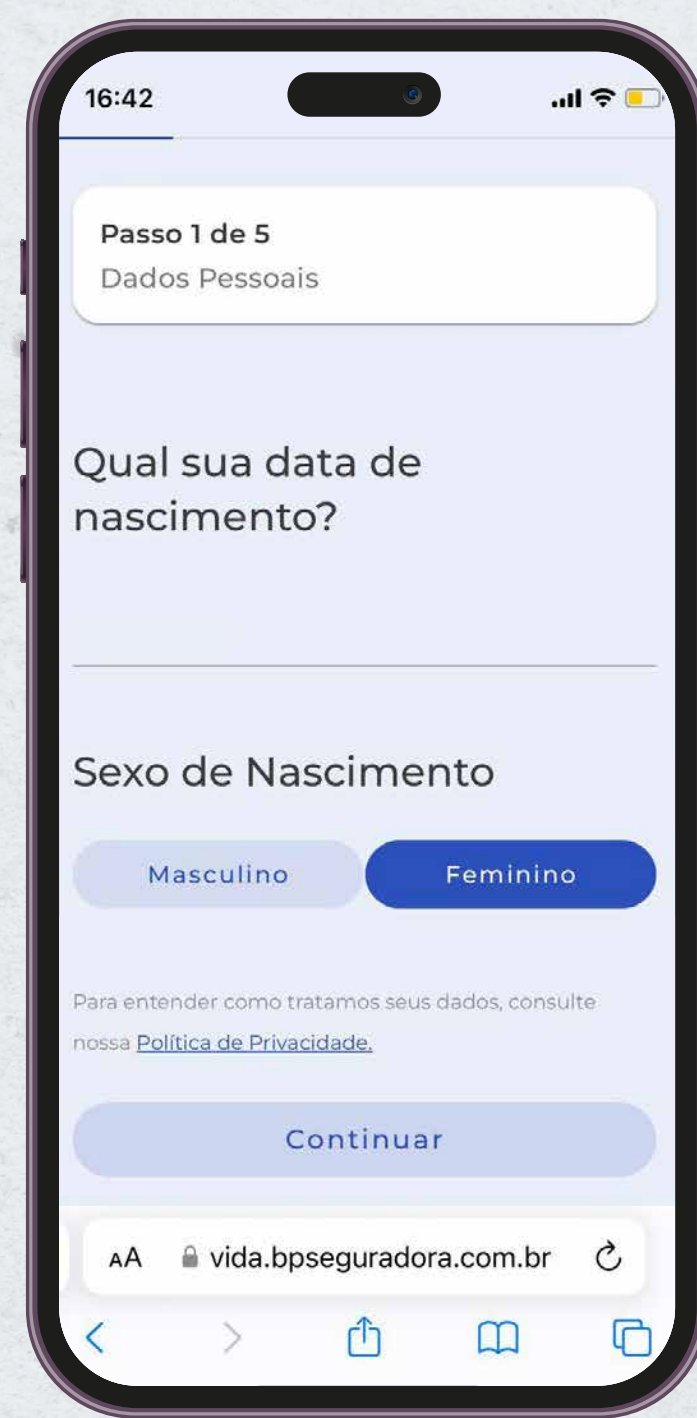 16:42
Passo 1 de 5
Dados Pessoais
Qual sua data de
nascimento?
Sexo de Nascimento
Masculino Feminino
Para entender como tratamos seus dados, consulte
nossa Política de Privacidade.
Continuar
AA vida.bpseguradora.com.br